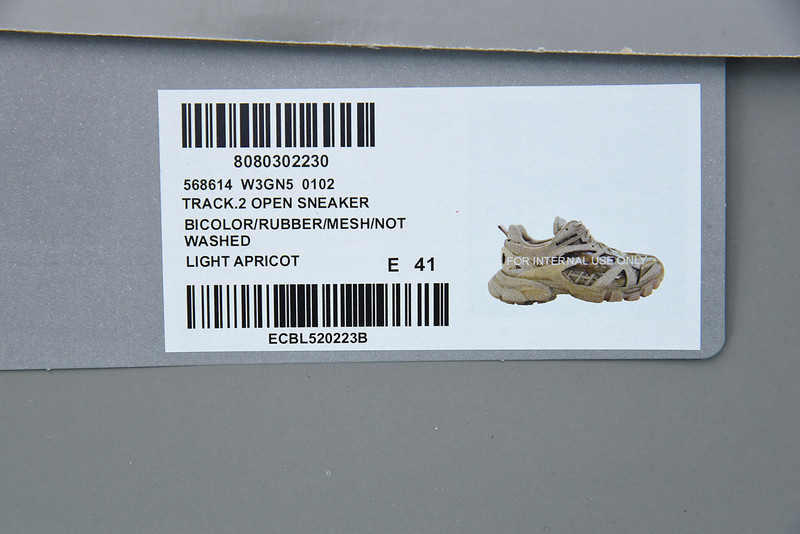 8080302230
568614 W3GN5 0102
TRACK.2 OPEN SNEAKER
BICOLOR/RUBBER/MESH/NOT
WASHED
LIGHT APRICOT
E 41
ECBL520223B
FOR INTERNAL USE ONLY